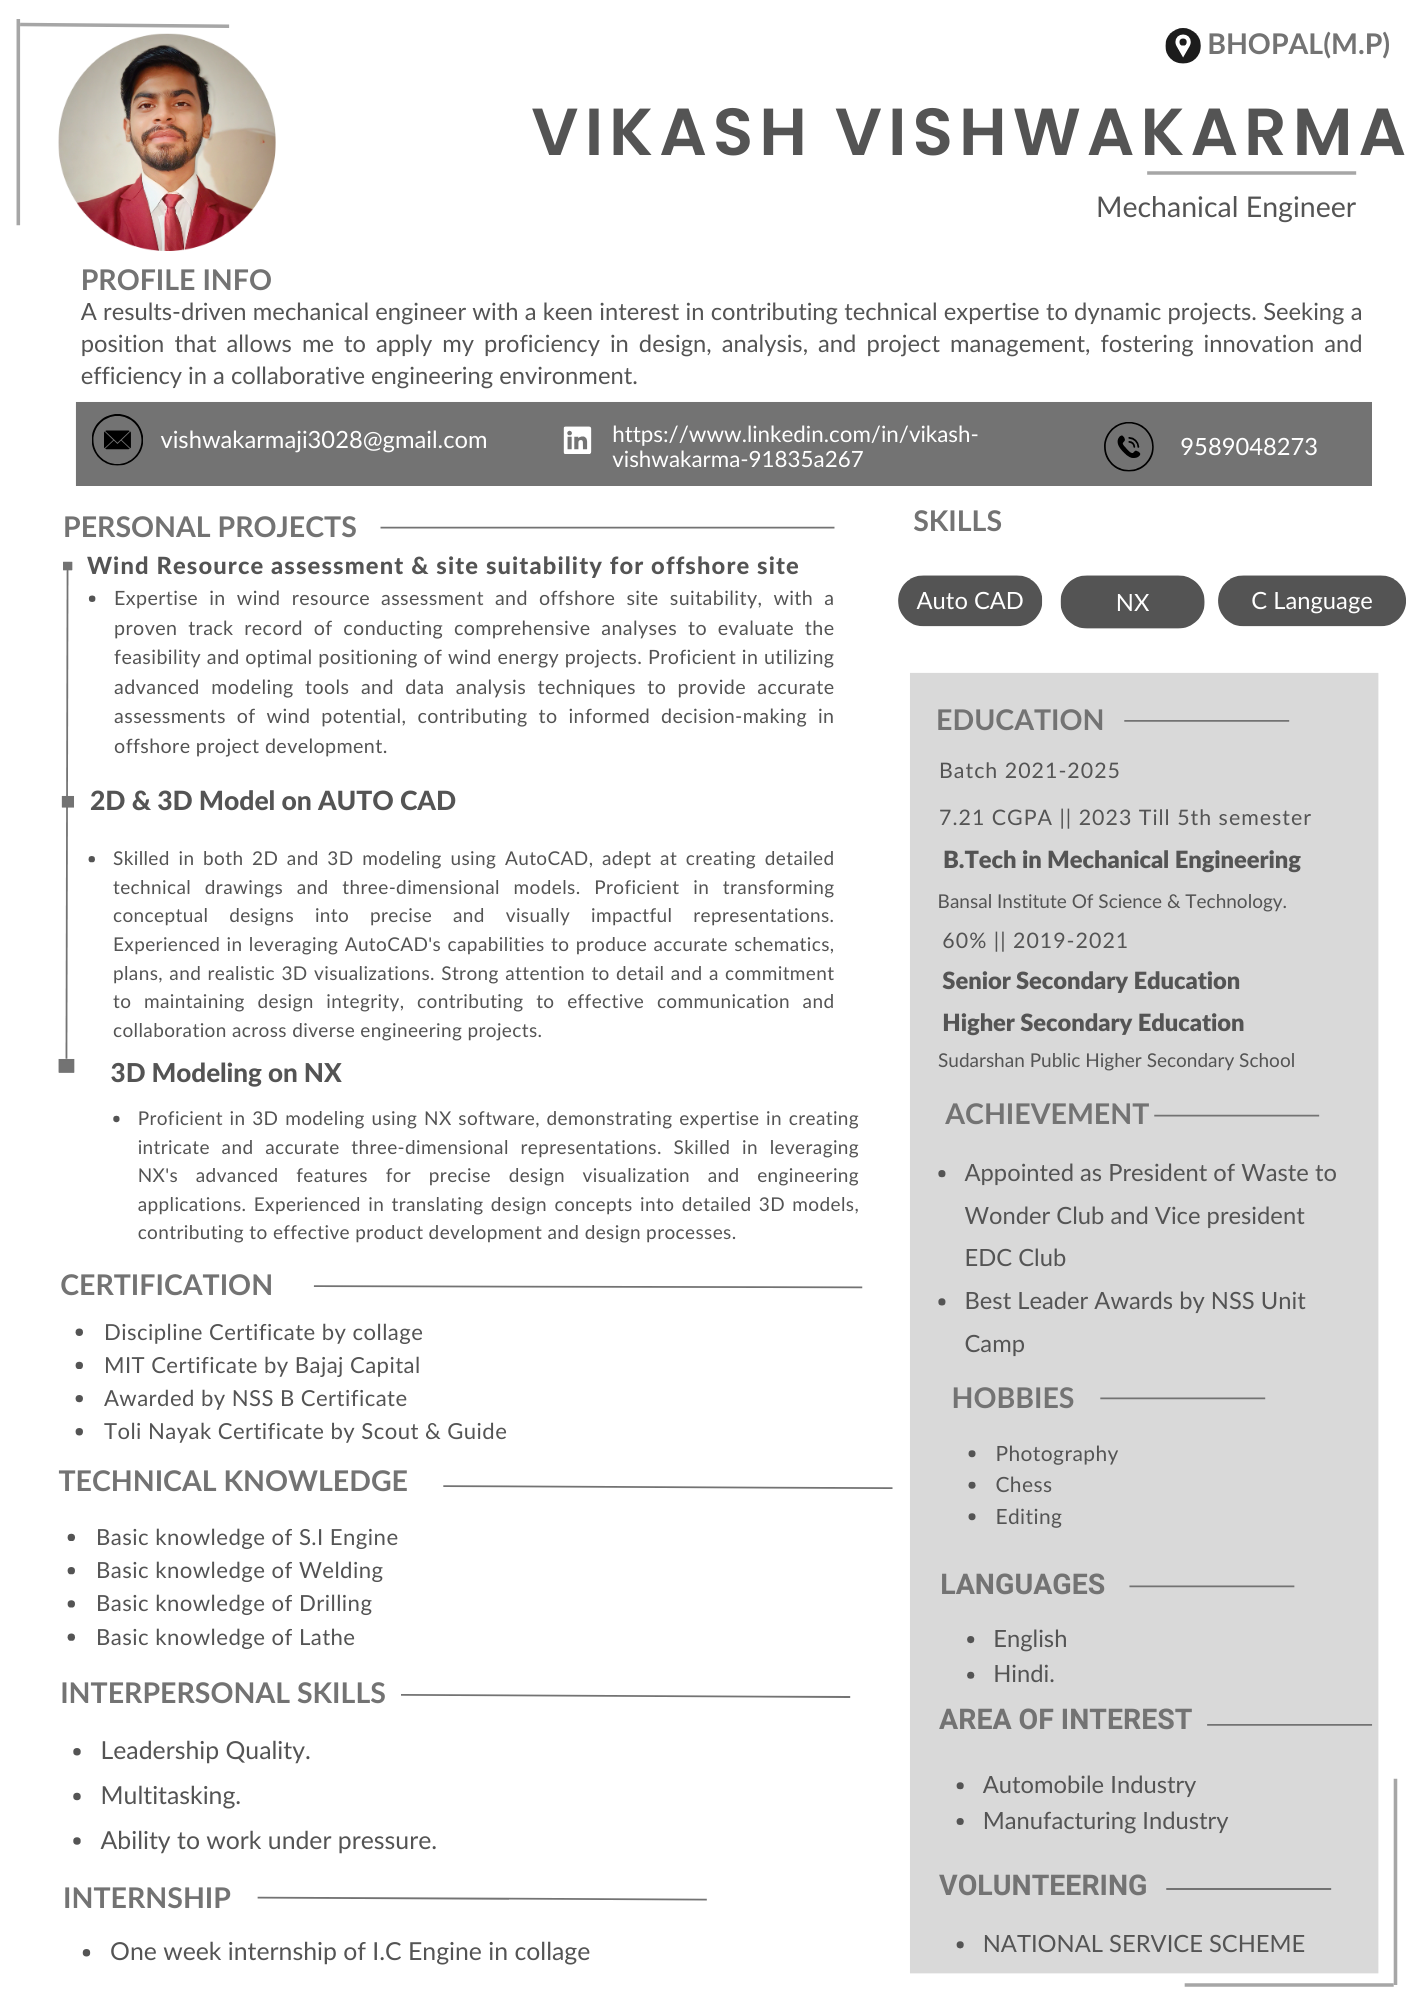 BHOPAL(M.P)
VIKASH VISHWAKARMA
Mechanical Engineer
PROFILE INFO
A results-driven mechanical engineer with a keen interest in contributing technical expertise to dynamic projects. Seeking a
position that allows me to apply my proficiency in design, analysis, and project management, fostering innovation and
efficiency in a collaborative engineering environment.
vishwakarmaji3028@gmail.com
https://www.linkedin.com/in/vikash-
vishwakarma-91835a267
9589048273
PERSONAL PROJECTS
Wind Resource assessment & site suitability for offshore site
• Expertise in wind resource assessment and offshore site suitability, with a
proven track record of conducting comprehensive analyses to evaluate the
feasibility and optimal positioning of wind energy projects. Proficient in utilizing
advanced modeling tools and data analysis techniques to provide accurate
assessments of wind potential, contributing to informed decision-making in
offshore project development.
2D & 3D Model on AUTO CAD
• Skilled in both 2D and 3D modeling using AutoCAD, adept at creating detailed
technical drawings and three-dimensional models. Proficient in transforming
conceptual designs into precise and visually impactful representations.
Experienced in leveraging AutoCAD's capabilities to produce accurate schematics,
plans, and realistic 3D visualizations. Strong attention to detail and a commitment
to maintaining design integrity, contributing to effective communication and
collaboration across diverse engineering projects.
3D Modeling on NX
• Proficient in 3D modeling using NX software, demonstrating expertise in creating
intricate and accurate three-dimensional representations. Skilled in leveraging
NX's advanced features for precise design visualization and engineering
applications. Experienced in translating design concepts into detailed 3D models,
contributing to effective product development and design processes.
CERTIFICATION
• Discipline Certificate by collage
• MIT Certificate by Bajaj Capital
• Awarded by NSS B Certificate
• Toli Nayak Certificate by Scout & Guide
TECHNICAL KNOWLEDGE
• Basic knowledge of S.I Engine
• Basic knowledge of Welding
• Basic knowledge of Drilling
• Basic knowledge of Lathe
INTERPERSONAL SKILLS
• Leadership Quality.
• Multitasking.
• Ability to work under pressure.
INTERNSHIP
• One week internship of I.C Engine in collage
SKILLS
Auto CAD
NX
C Language
EDUCATION
Batch 2021-2025
7.21 CGPA || 2023 Till 5th semester
B.Tech in Mechanical Engineering
Bansal Institute Of Science & Technology.
60% || 2019-2021
Senior Secondary Education
Higher Secondary Education
Sudarshan Public Higher Secondary School
ACHIEVEMENT
• Appointed as President of Waste to
Wonder Club and Vice president
EDC Club
• Best Leader Awards by NSS Unit
Camp
HOBBIES
• Photography
• Chess
• Editing
LANGUAGES
• English
• Hindi.
AREA OF INTEREST
• Automobile Industry
• Manufacturing Industry
VOLUNTEERING
• NATIONAL SERVICE SCHEME